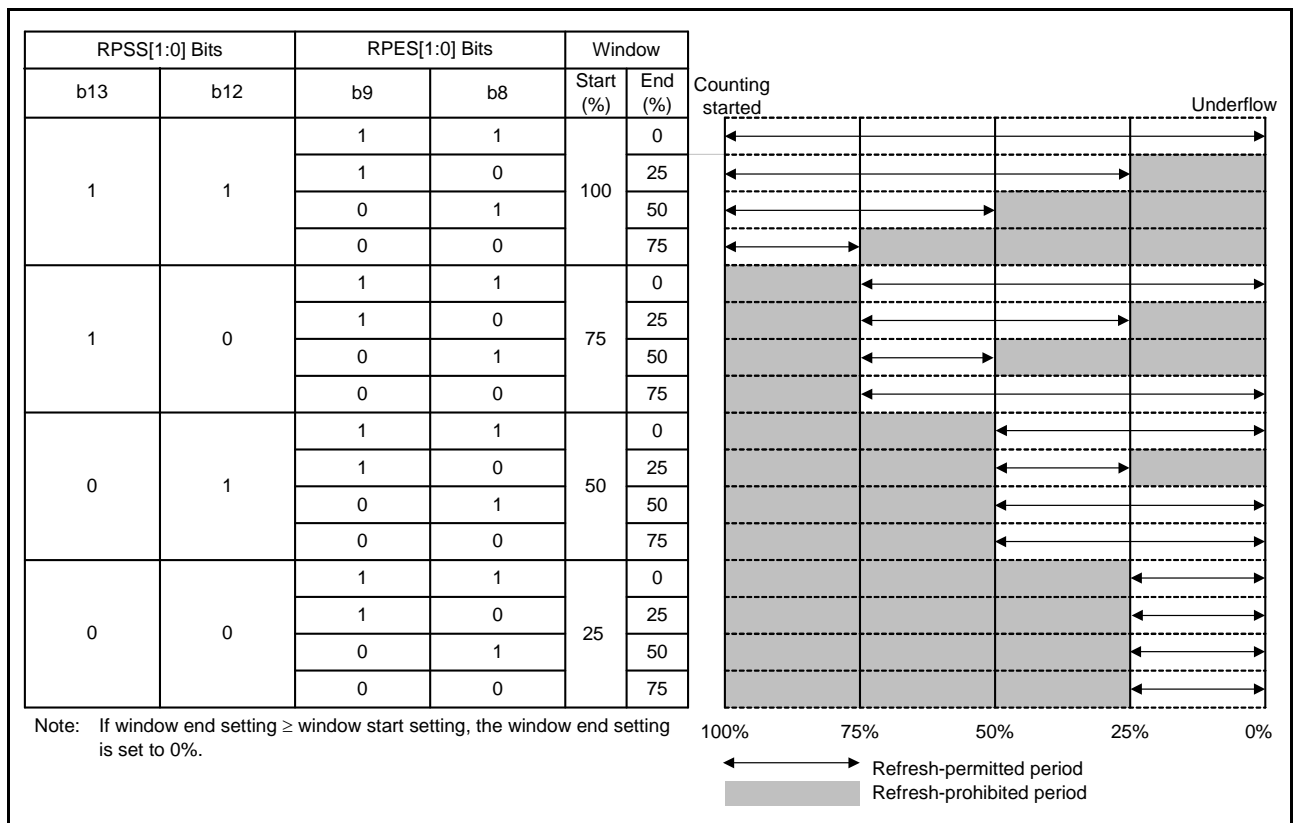 RPSS[1:0] Bits RPES[1:0] Bits Window
b13 b12 b9 b8 Start (%) End (%)
Counting started Underflow
1 1 1 1 100 0
1 0 25
0 1 50
0 0 75
1 0 1 1 75 0
1 0 25
0 1 50
0 0 75
0 1 1 1 50 0
1 0 25
0 1 50
0 0 75
0 0 1 1 25 0
1 0 25
0 1 50
0 0 75
Note: If window end setting ≥ window start setting, the window end setting
is set to 0%.
100% 75% 50% 25% 0%
Refresh-permitted period
Refresh-prohibited period